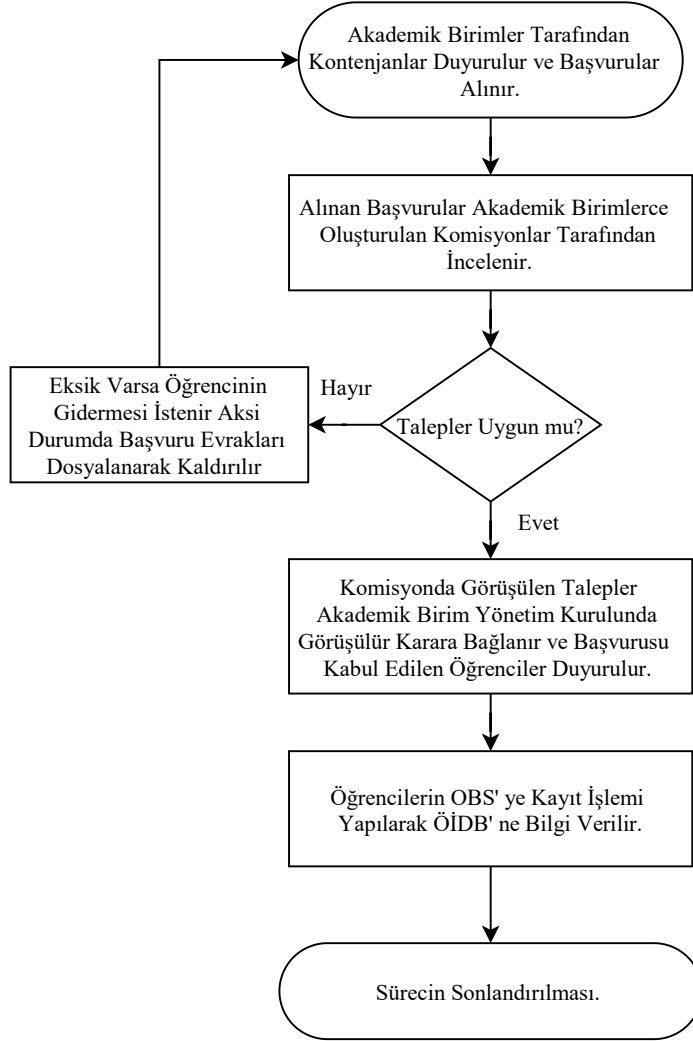 Akademik Birimler Tarafından
Kontenjanlar Duyurulur ve Başvurular
Alınır.
Alınan Başvurular Akademik Birimlerce
Oluşturulan Komisyonlar Tarafından
İncelenir.
Talepler Uygun mu?
Hayır
Eksik Varsa Öğrencinin
Gidermesi İstenir Aksi
Durumda Başvuru Evrakları
Dosyalanarak Kaldırılır
Evet
Komisyonda Görüşülen Talepler
Akademik Birim Yönetim Kurulunda
Görüşülür Karara Bağlanır ve Başvurusu
Kabul Edilen Öğrenciler Duyurulur.
Öğrencilerin OBS' ye Kayıt İşlemi
Yapılarak ÖİDB' ne Bilgi Verilir.
Sürecin Sonlandırılması.